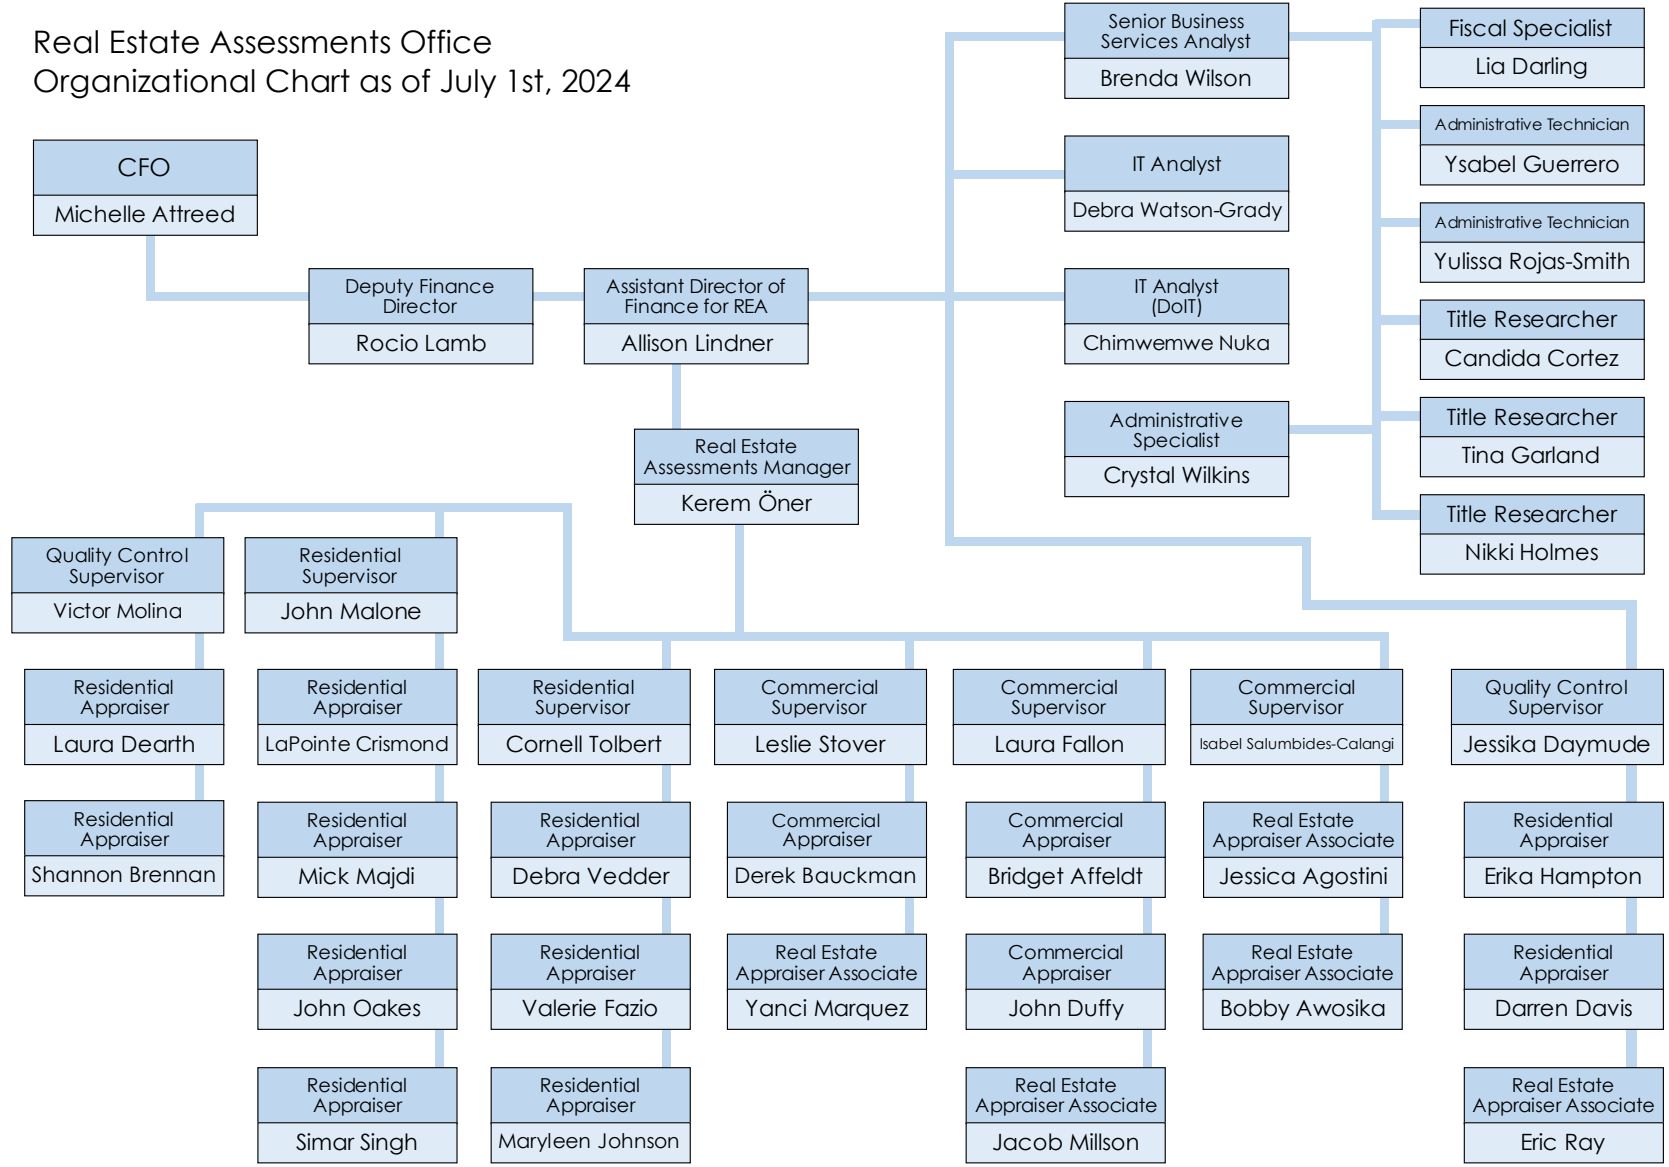 Real Estate Assessments Office
Organizational Chart as of July 1st, 2024
CFO
Michelle Attreed
Deputy Finance
Director
Rocio Lamb
Assistant Director of
Finance for REA
Allison Lindner
Senior Business
Services Analyst
Brenda Wilson
IT Analyst
Debra Watson-Grady
IT Analyst
(DoIT)
Chimwemwe Nuka
Administrative
Specialist
Crystal Wilkins
Fiscal Specialist
Lia Darling
Administrative Technician
Ysabel Guerrero
Administrative Technician
Yulissa Rojas-Smith
Title Researcher
Candida Cortez
Title Researcher
Tina Garland
Title Researcher
Nikki Holmes
Real Estate
Assessments Manager
Kerem Öner
Quality Control
Supervisor
Victor Molina
Residential
Appraiser
Laura Dearth
Residential
Appraiser
Shannon Brennan
Residential
Supervisor
John Malone
Residential
Appraiser
LaPointe Crismond
Residential
Appraiser
Mick Majdi
Residential
Appraiser
John Oakes
Residential
Appraiser
Simar Singh
Residential
Supervisor
Cornell Tolbert
Residential
Appraiser
Debra Vedder
Residential
Appraiser
Valerie Fazio
Residential
Appraiser
Maryleen Johnson
Commercial
Supervisor
Leslie Stover
Commercial
Appraiser
Derek Bauckman
Real Estate
Appraiser Associate
Yanci Marquez
Commercial
Supervisor
Laura Fallon
Commercial
Appraiser
Bridget Affeldt
Commercial
Appraiser
John Duffy
Real Estate
Appraiser Associate
Jacob Millson
Commercial
Supervisor
Isabel Salumbides-Calangi
Real Estate
Appraiser Associate
Jessica Agostini
Real Estate
Appraiser Associate
Bobby Awosika
Quality Control
Supervisor
Jessika Daymude
Residential
Appraiser
Erika Hampton
Residential
Appraiser
Darren Davis
Real Estate
Appraiser Associate
Eric Ray